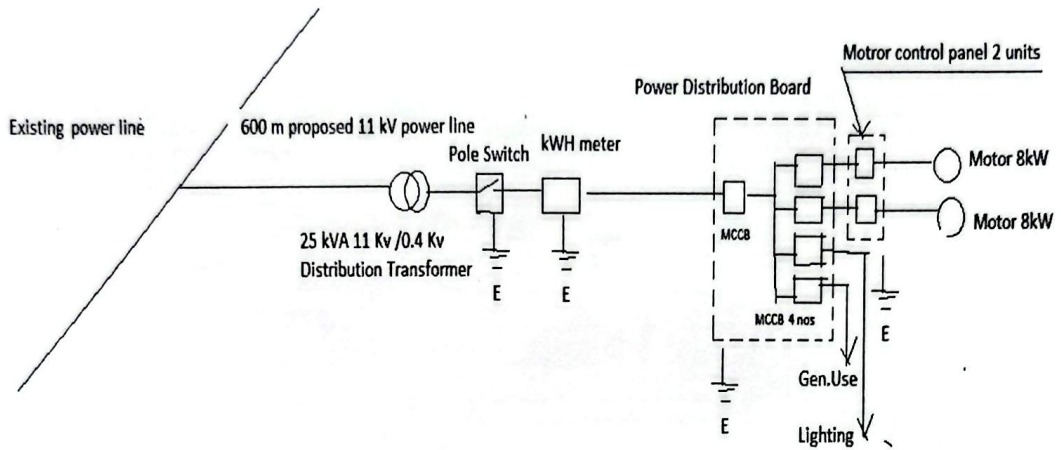 Motror control panel 2 units
Power Distribution Board
Existing power line
600 m proposed 11 kV power line
Pole Switch
kWH meter
Motor 8kW
Motor 8kW
MCCB
25 kVA 11 Kv /0.4 Kv
Distribution Transformer
E
E
MCCB 4 nos
E
Gen.Use
E
Lighting